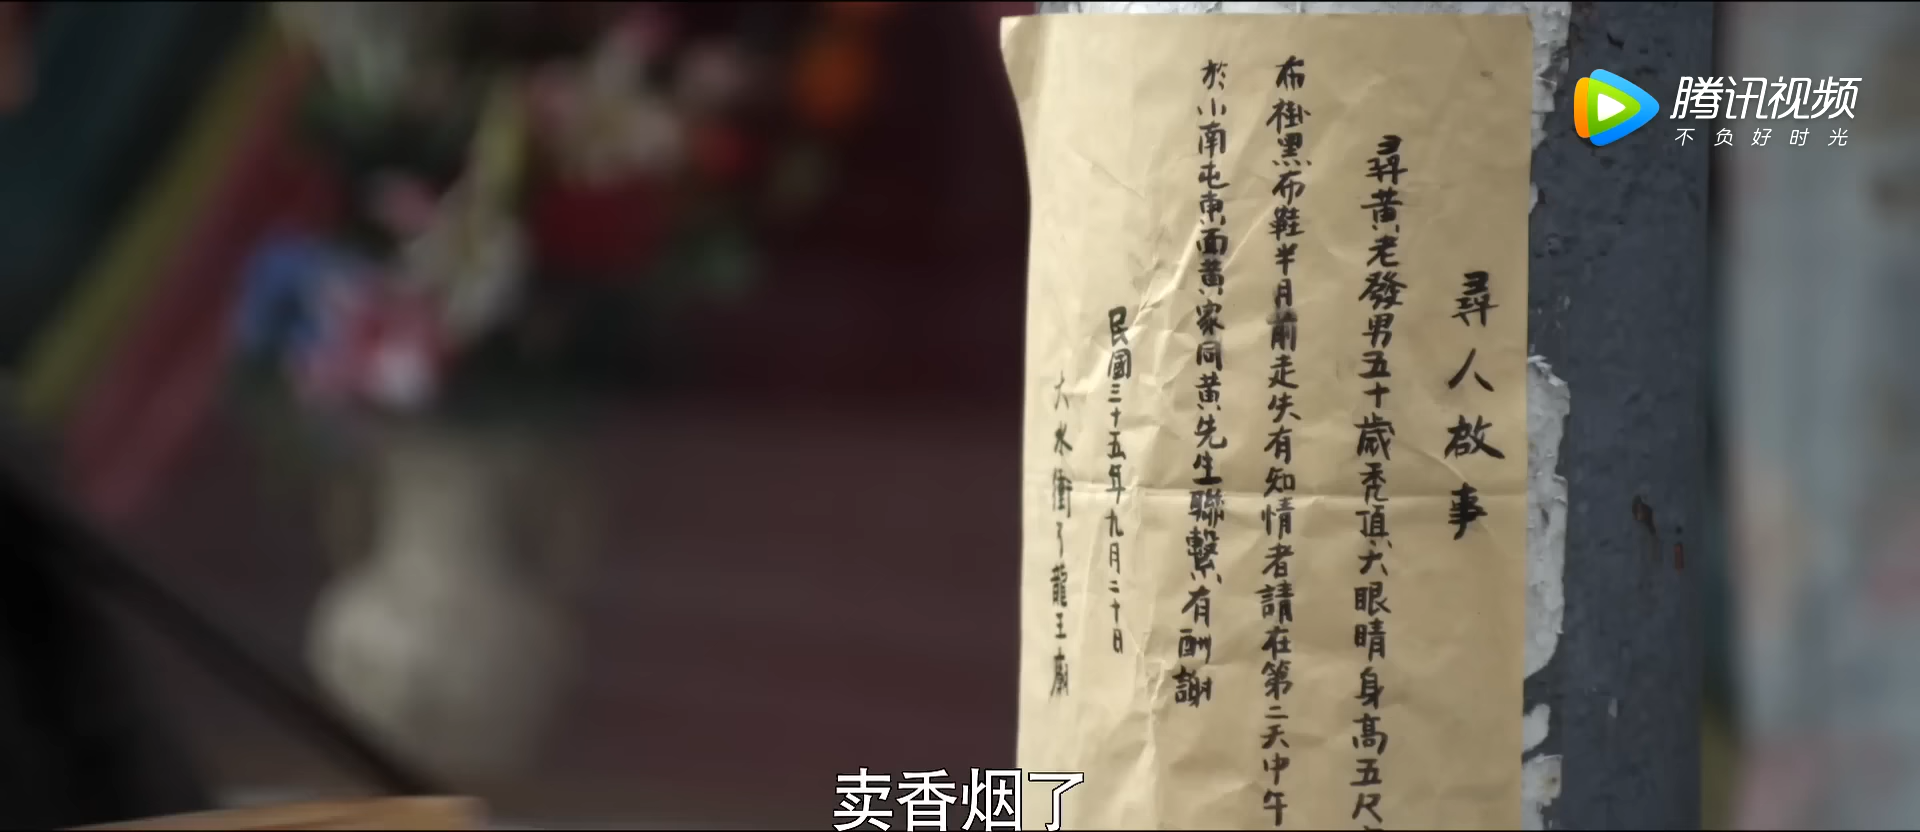 尋人啟事
尋黃老發男五十歲禿頂大眼睛身高五尺
布褂黑布鞋半月前走失有知情者請在第二天中午
於小南屯東面黃家同黃先生聯繫有酬謝
民國三十五年九月二十日
大水衝了龍王廟
腾讯视频
不负好时光
卖香烟了